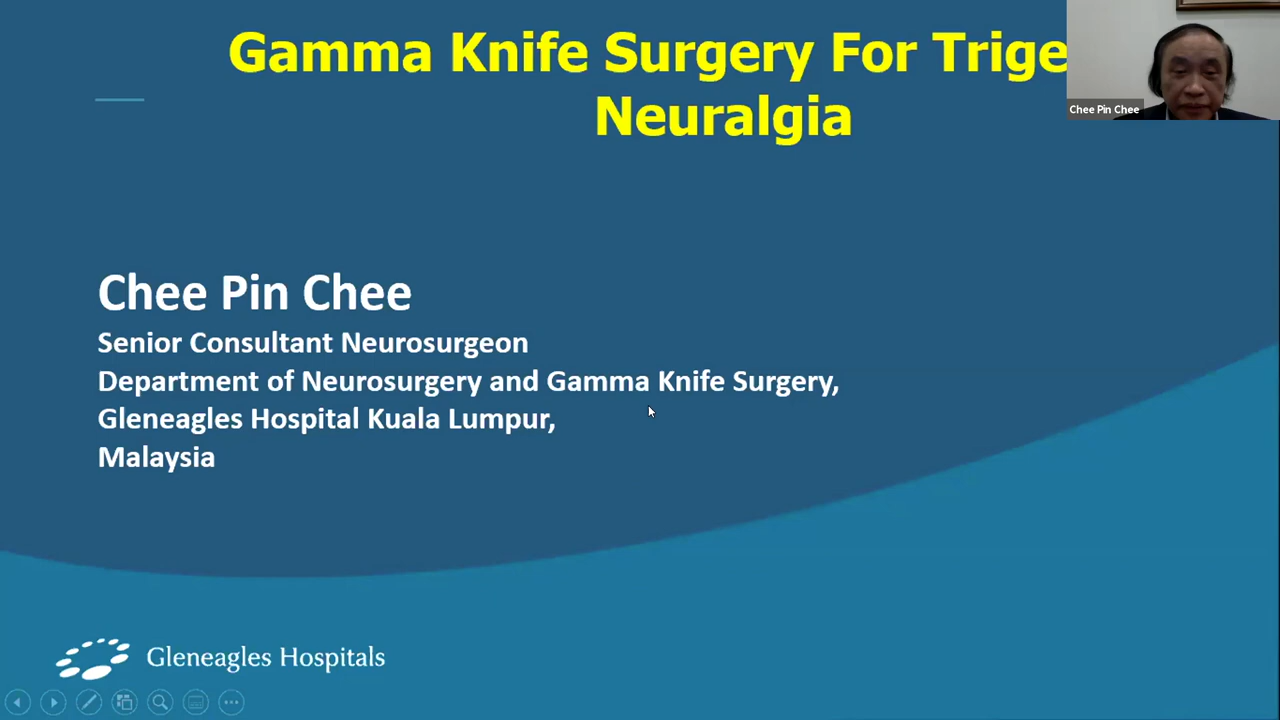 Gamma Knife Surgery For Trige
Neuralgia
Chee Pin Chee
Chee Pin Chee
Senior Consultant Neurosurgeon
Department of Neurosurgery and Gamma Knife Surgery,
Gleneagles Hospital Kuala Lumpur,
Malaysia
Gleneagles Hospitals